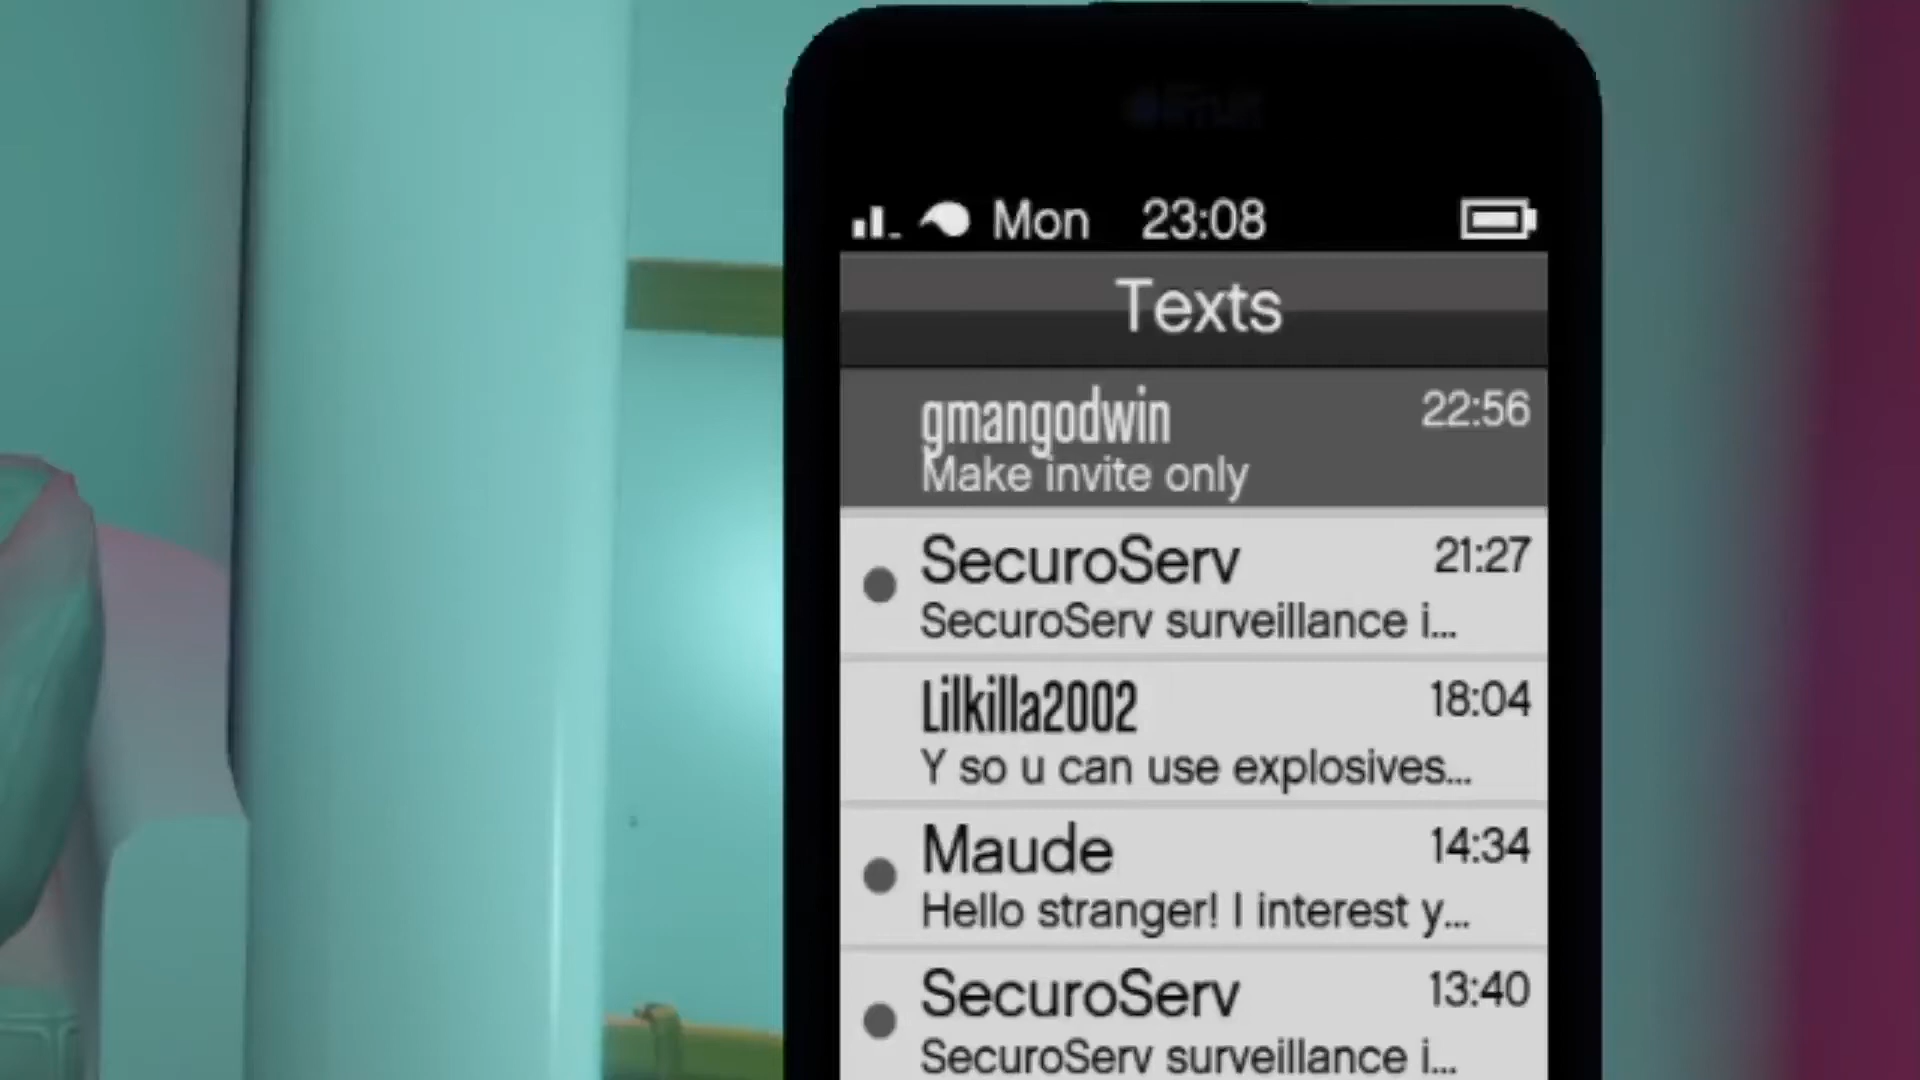 iFruit
Mon 23:08
Texts
gmangodwin 22:56
Make invite only
SecuroServ 21:27
SecuroServ surveillance i...
Lilkilla2002 18:04
Y so u can use explosives...
Maude 14:34
Hello stranger! I interest y...
SecuroServ 13:40
SecuroServ surveillance i...